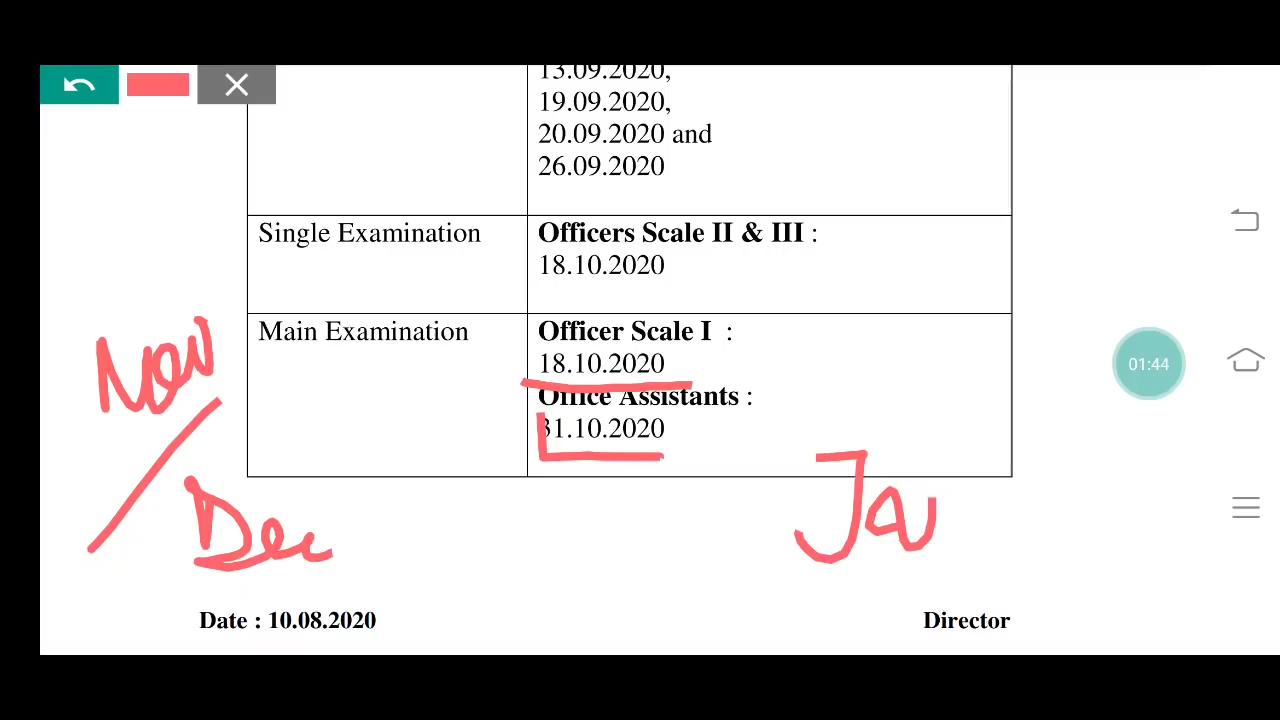 13.09.2020,
19.09.2020,
20.09.2020 and
26.09.2020
Single Examination
Officers Scale II & III :
18.10.2020
Main Examination
Officer Scale I :
18.10.2020
Office Assistants :
31.10.2020
Nov
/
Dec
Jan
01:44
Date : 10.08.2020
Director